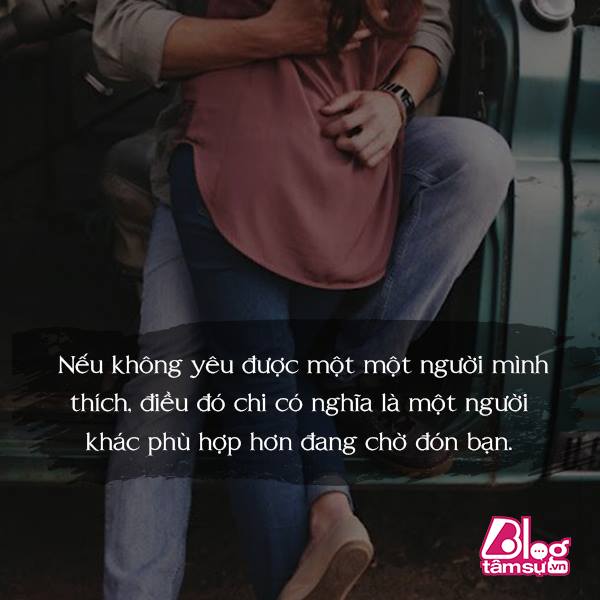 Nếu không yêu được một một người mình
thích, điều đó chi có nghĩa là một người
khác phù hợp hơn đang chờ đón bạn.
Blog
tâmsự.vn